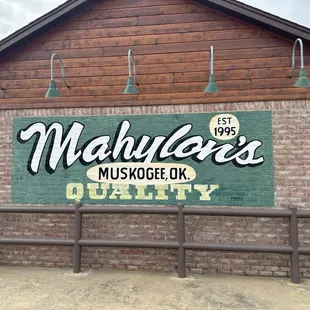 Mahylon's
EST
1995
MUSKOGEE, OK.
QUALITY